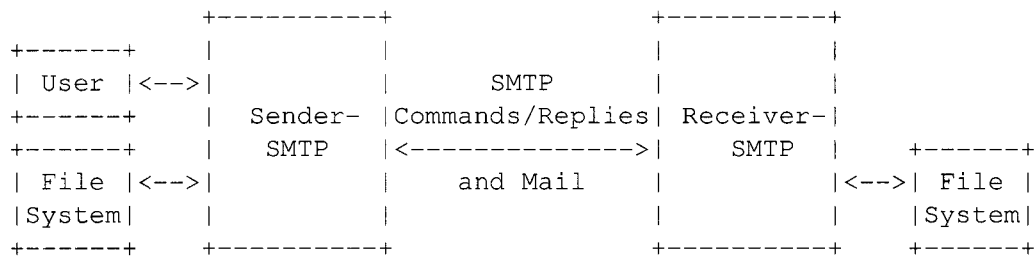 +----------+                +----------+
+------+    |          |                |          |
| User |<-->|          |      SMTP      |          |
+------+    |  Sender- |Commands/Replies| Receiver-|
+------+    |   SMTP   |<-------------->|    SMTP  |    +------+
| File |<-->|          |    and Mail    |          |<-->| File |
|System|    |          |                |          |    |System|
+------+    +----------+                +----------+    +------+